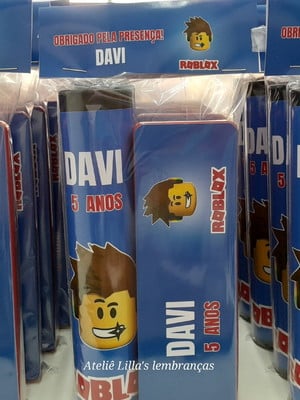 OBRIGADO PELA PRESENÇA!
DAVI
ROBLOX
DAVI
5 ANOS
ROBLOX
DAVI
5 ANOS
ROBLOX
Ateliê Lilla's lembranças